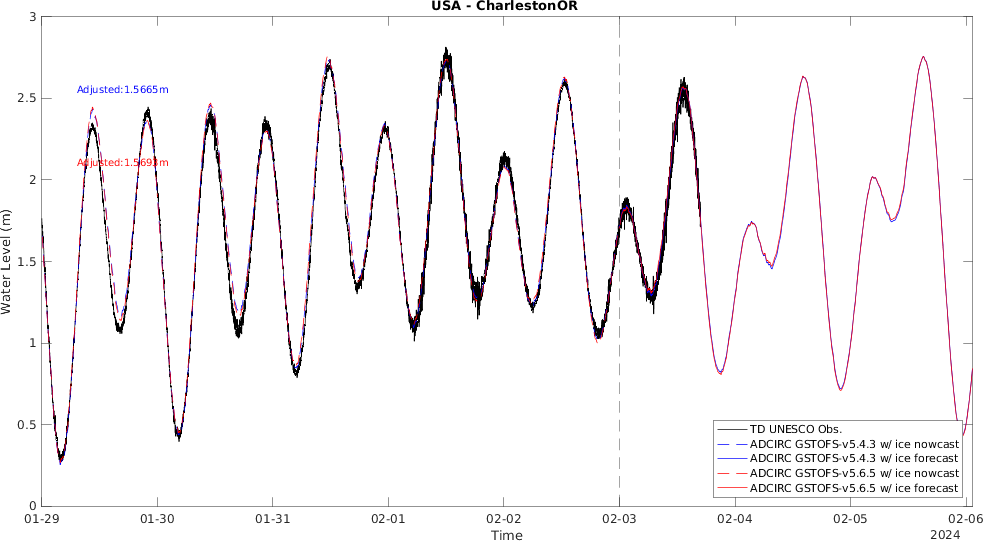 USA - CharlestonOR
3
2.5
2
1.5
1
0.5
0
Water Level (m)
Adjusted:1.5665m
Adjusted:1.5693m
TD UNESCO Obs.
ADCIRC GSTOFS-v5.4.3 w/ ice nowcast
ADCIRC GSTOFS-v5.4.3 w/ ice forecast
ADCIRC GSTOFS-v5.6.5 w/ ice nowcast
ADCIRC GSTOFS-v5.6.5 w/ ice forecast
01-29 01-30 01-31 02-01 02-02 02-03 02-04 02-05 02-06
Time
2024